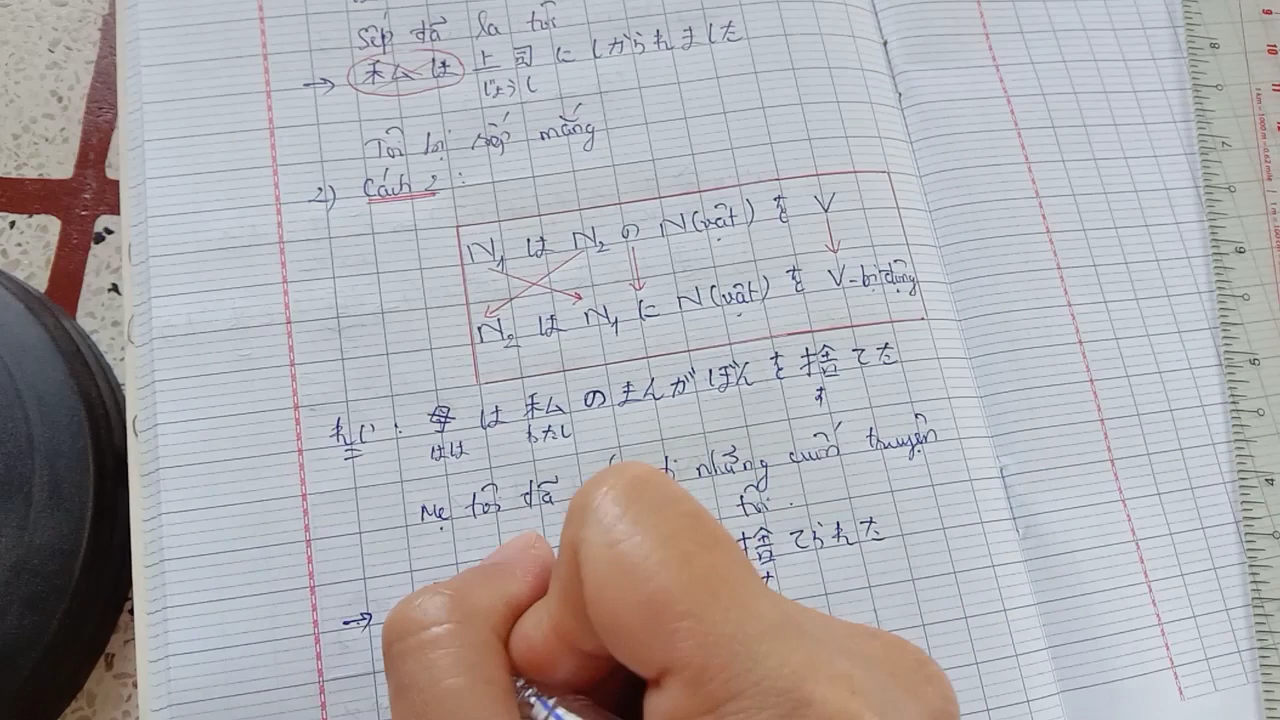 Sếp đã la tôi
→ 私は 上司 に しかられました
じょうし
Tôi bị sếp mắng
2) Cách 2 :
N1 は N2 の N(vật) を V
N2 は N1 に N(vật) を V-bị động
れい : 母 は 私 の まんがぼん を 捨てた
はは わたし す
Mẹ tôi đã những cuốn truyện
tôi.
捨てられた
す
→